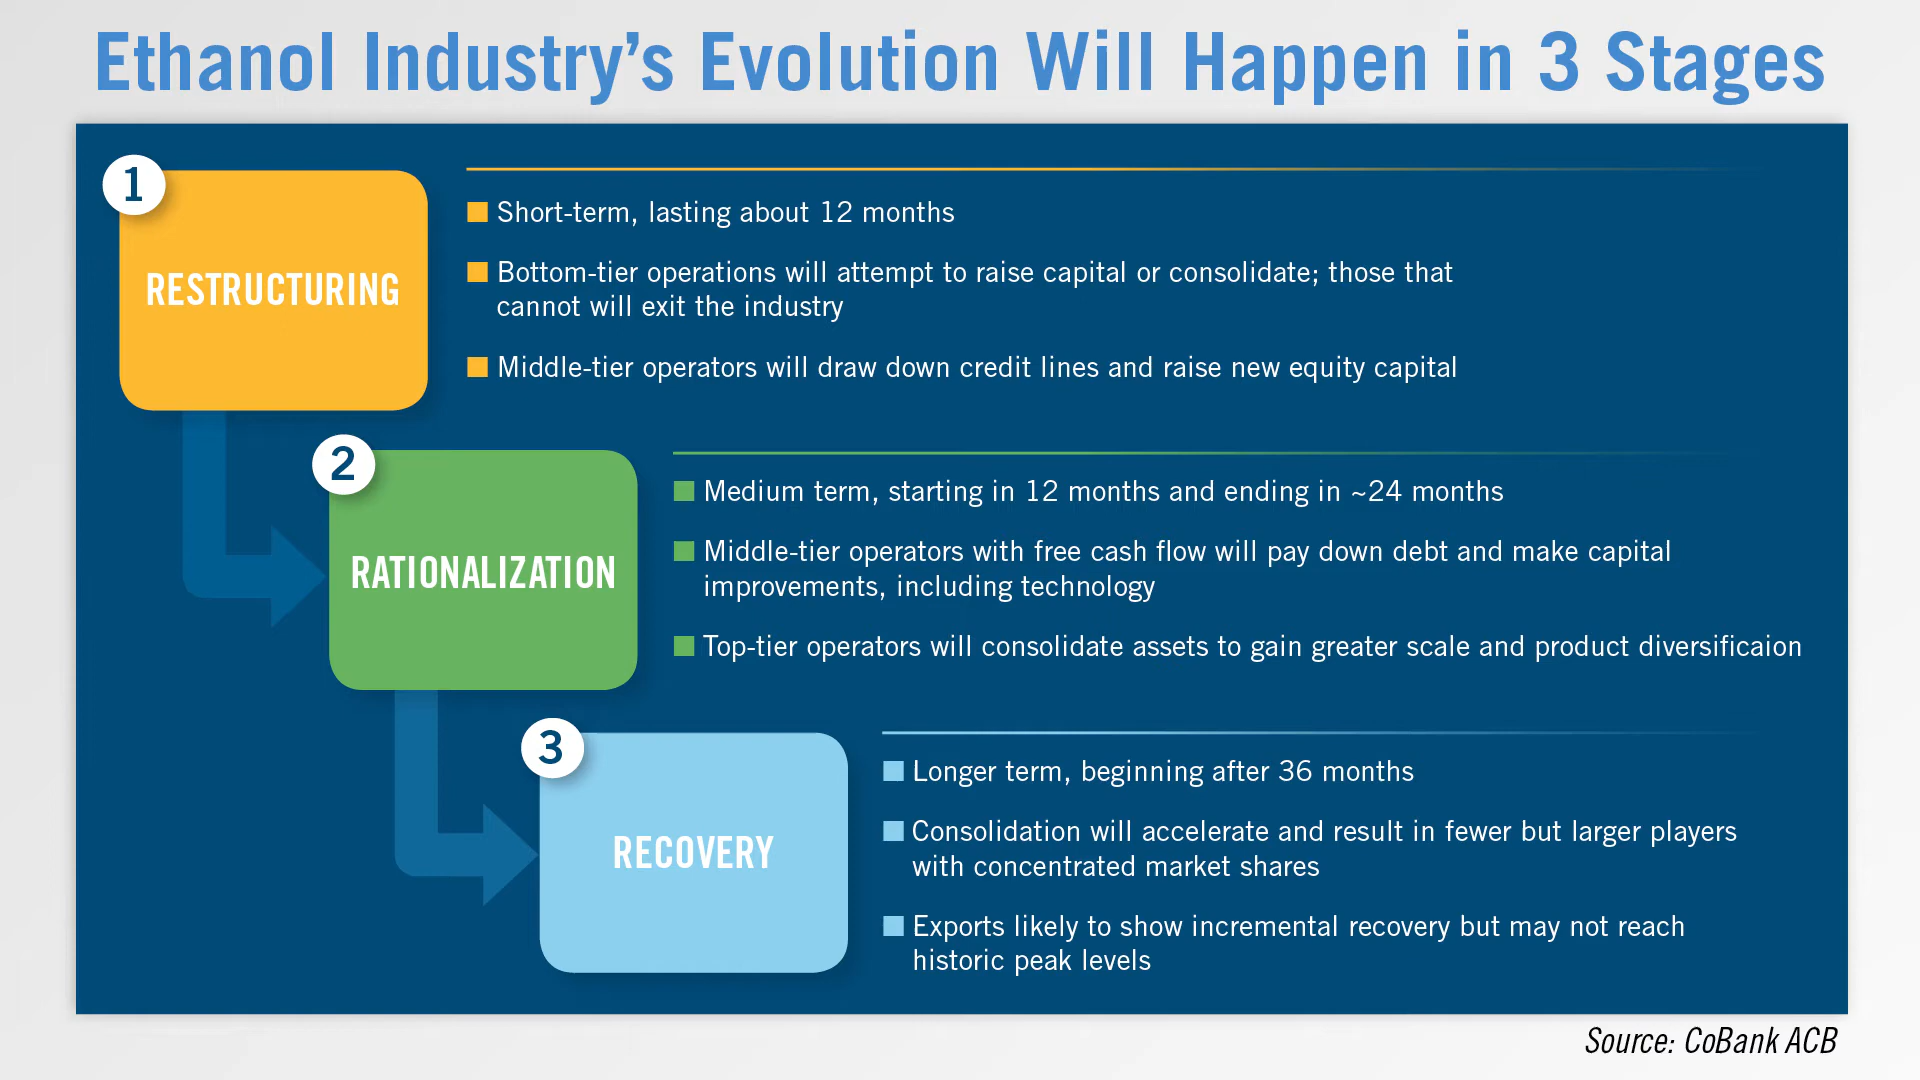 Ethanol Industry’s Evolution Will Happen in 3 Stages
1
RESTRUCTURING
■ Short-term, lasting about 12 months
■ Bottom-tier operations will attempt to raise capital or consolidate; those that
cannot will exit the industry
■ Middle-tier operators will draw down credit lines and raise new equity capital
2
RATIONALIZATION
■ Medium term, starting in 12 months and ending in ~24 months
■ Middle-tier operators with free cash flow will pay down debt and make capital
improvements, including technology
■ Top-tier operators will consolidate assets to gain greater scale and product diversificaion
3
RECOVERY
■ Longer term, beginning after 36 months
■ Consolidation will accelerate and result in fewer but larger players
with concentrated market shares
■ Exports likely to show incremental recovery but may not reach
historic peak levels
Source: CoBank ACB